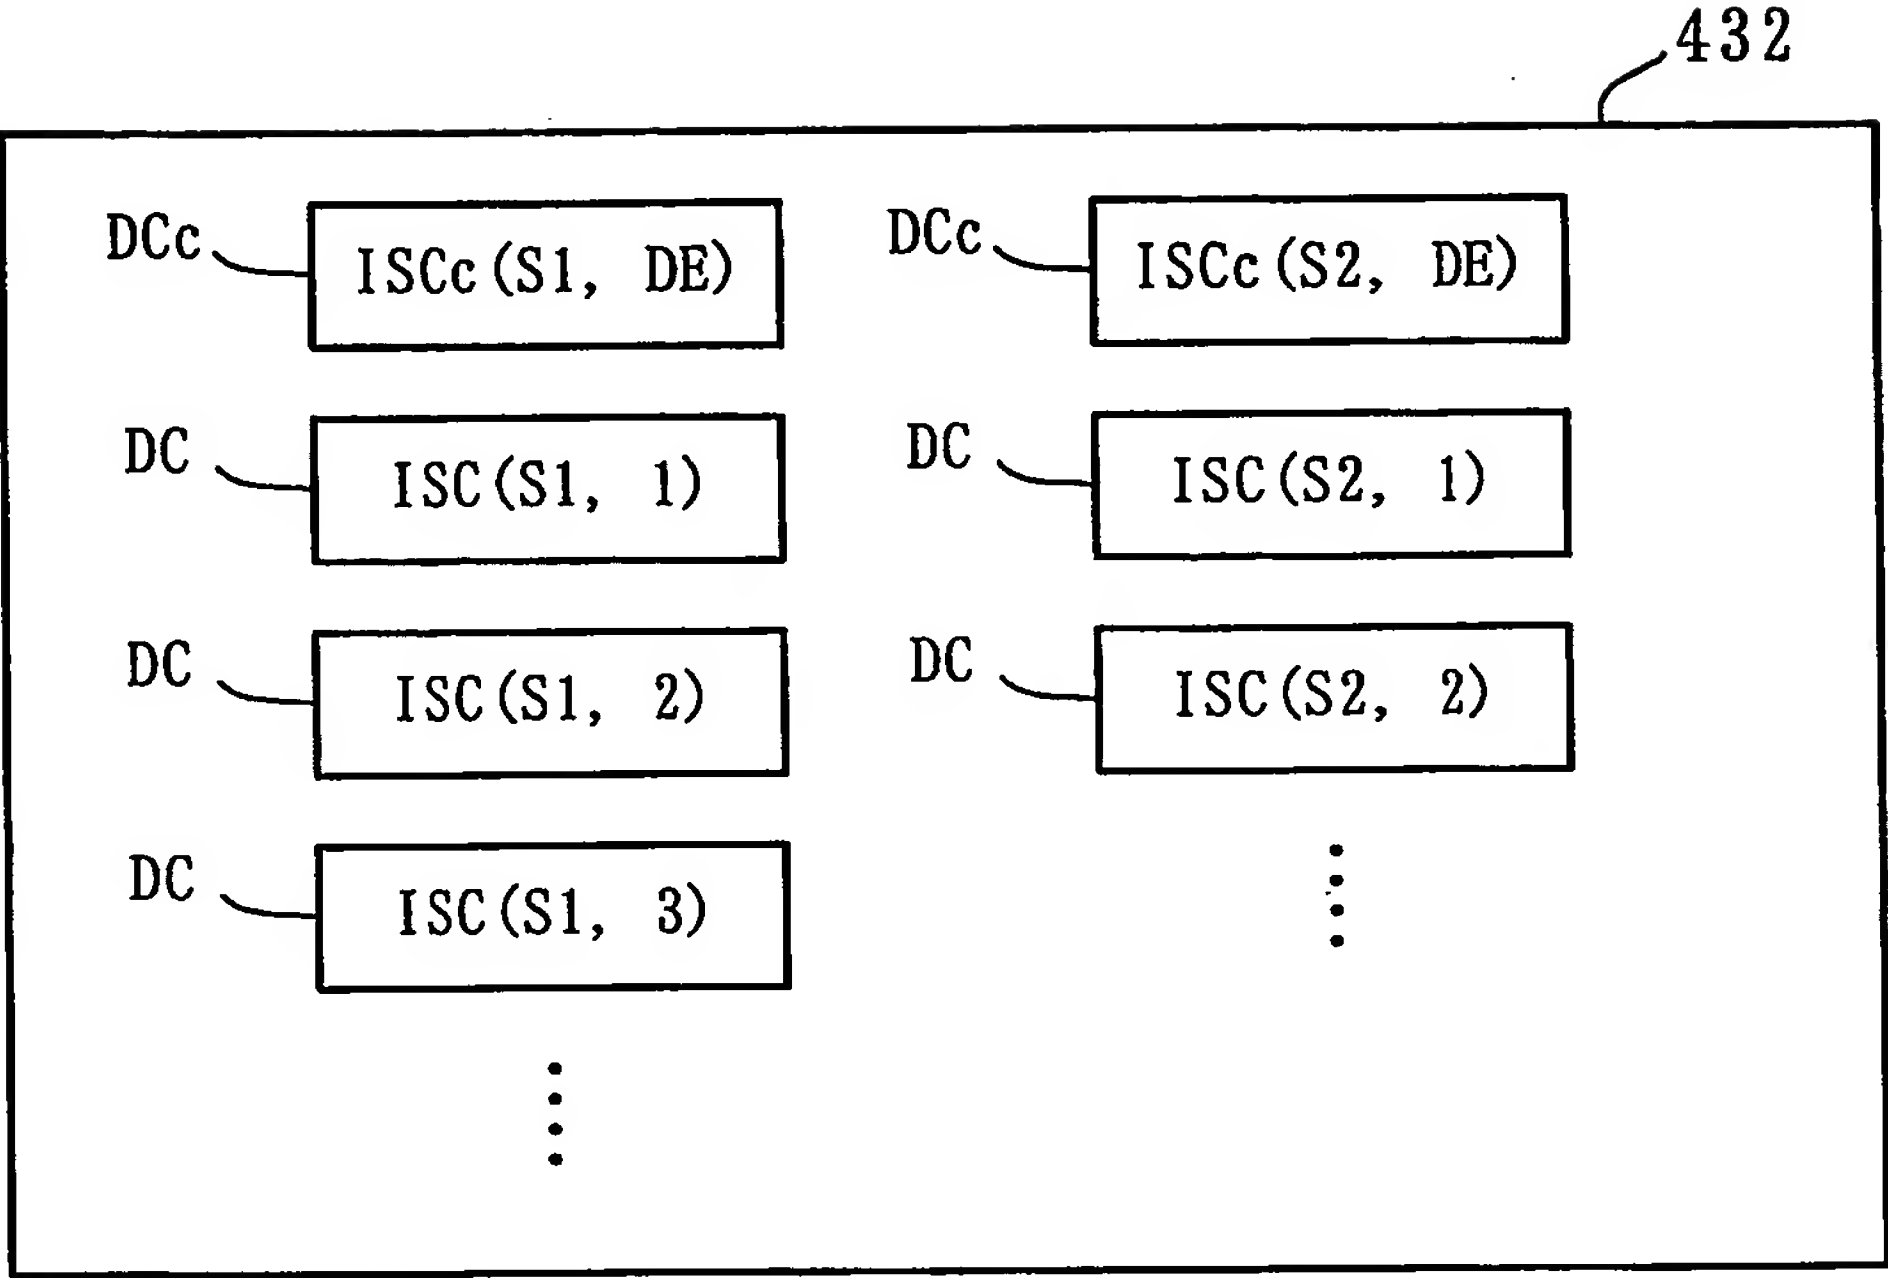 432
DCc ISCc(S1, DE) DCc ISCc(S2, DE)
DC ISC(S1, 1) DC ISC(S2, 1)
DC ISC(S1, 2) DC ISC(S2, 2)
DC ISC(S1, 3)